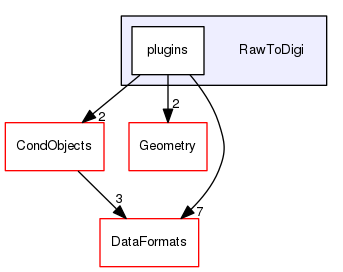 plugins
RawToDigi
2
2
CondObjects
Geometry
3
7
DataFormats